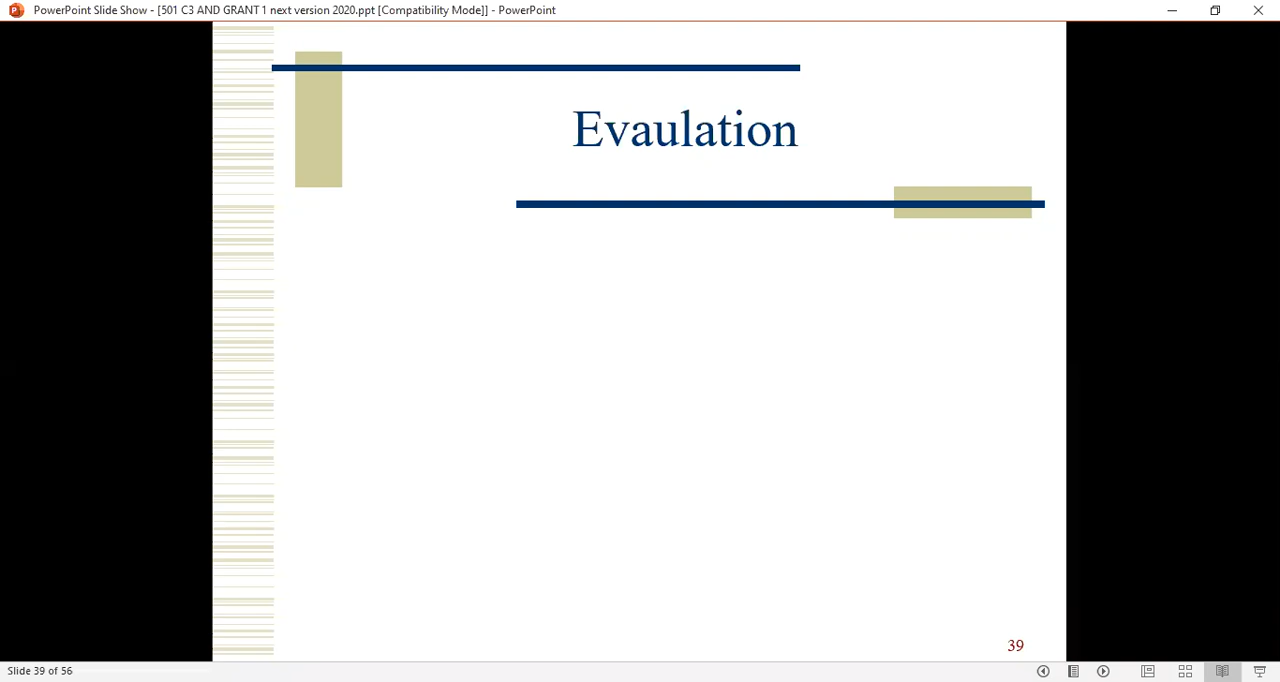 PowerPoint Slide Show - [501 C3 AND GRANT 1 next version 2020.ppt [Compatibility Mode]] - PowerPoint
Evaulation
39
Slide 39 of 56